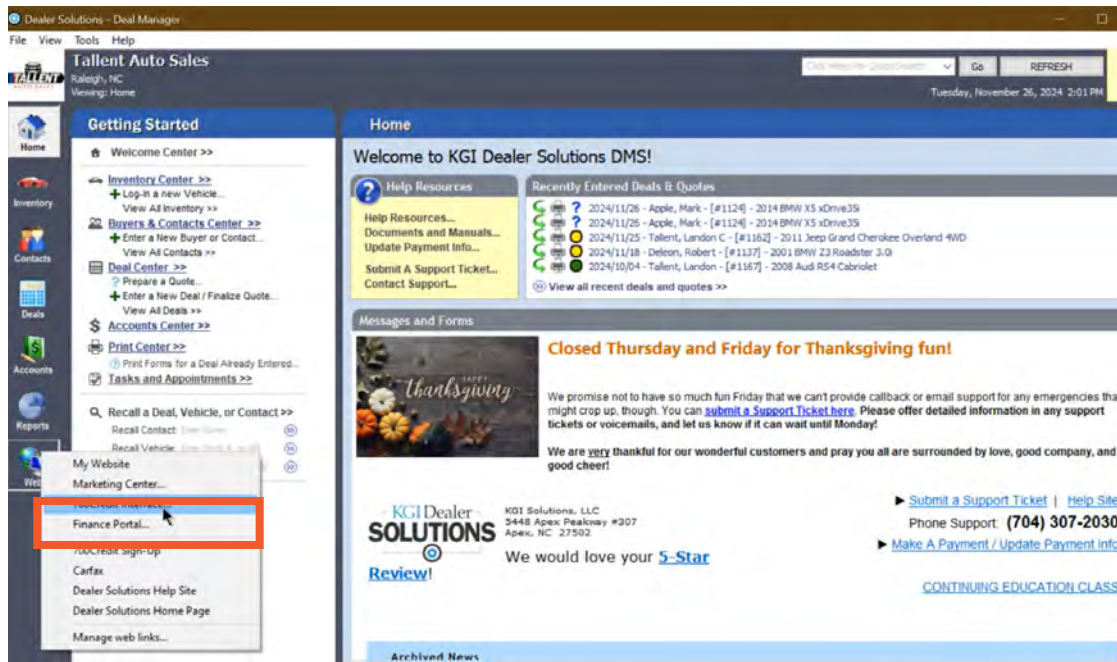 Dealer Solutions - Deal Manager
File View Tools Help
TALLENT
AUTO SALES
Tallent Auto Sales
Raleigh, NC
Viewing: Home
Go
REFRESH
Tuesday, November 26, 2024 2:01 PM
Home
Inventory
Contacts
Deals
Accounts
Reports
Web
Getting Started
Welcome Center >>
Inventory Center >>
Log-In a new Vehicle...
View All Inventory >>
Buyers & Contacts Center >>
Enter a New Buyer or Contact...
View All Contacts >>
Deal Center >>
? Prepare a Quote...
Enter a New Deal / Finalize Quote...
View All Deals >>
$ Accounts Center >>
Print Center >>
Print Forms for a Deal Already Entered...
Tasks and Appointments >>
Recall a Deal, Vehicle, or Contact >>
Recall Contact:
Recall Vehicle:
My Website
Marketing Center...
700Credit Interface...
Finance Portal...
700Credit Sign-Up
Carfax
Dealer Solutions Help Site
Dealer Solutions Home Page
Manage web links...
Home
Welcome to KGI Dealer Solutions DMS!
? Help Resources
Help Resources...
Documents and Manuals...
Update Payment Info...
Submit A Support Ticket...
Contact Support...
Recently Entered Deals & Quotes
? 2024/11/26 - Apple, Mark - [#1124] - 2014 BMW X5 xDrive35i
? 2024/11/26 - Apple, Mark - [#1124] - 2014 BMW X5 xDrive35i
2024/11/25 - Tallent, Landon C - [#1162] - 2011 Jeep Grand Cherokee Overland 4WD
2024/11/18 - Deleon, Robert - [#1137] - 2001 BMW Z3 Roadster 3.0i
2024/10/04 - Tallent, Landon - [#1167] - 2008 Audi RS4 Cabriolet
View all recent deals and quotes >>
Messages and Forms
HAPPY
Thanksgiving
Closed Thursday and Friday for Thanksgiving fun!
We promise not to have so much fun Friday that we can't provide callback or email support for any emergencies tha
might crop up, though. You can submit a Support Ticket here. Please offer detailed information in any support
tickets or voicemails, and let us know if it can wait until Monday!
We are very thankful for our wonderful customers and pray you all are surrounded by love, good company, and
good cheer!
KGI Dealer
SOLUTIONS
KGI Solutions, LLC
5448 Apex Peakway #307
Apex, NC 27502
We would love your 5-Star
Review!
Submit a Support Ticket | Help Site
Phone Support (704) 307-2030
Make A Payment / Update Payment Info
CONTINUING EDUCATION CLASS
Archived News